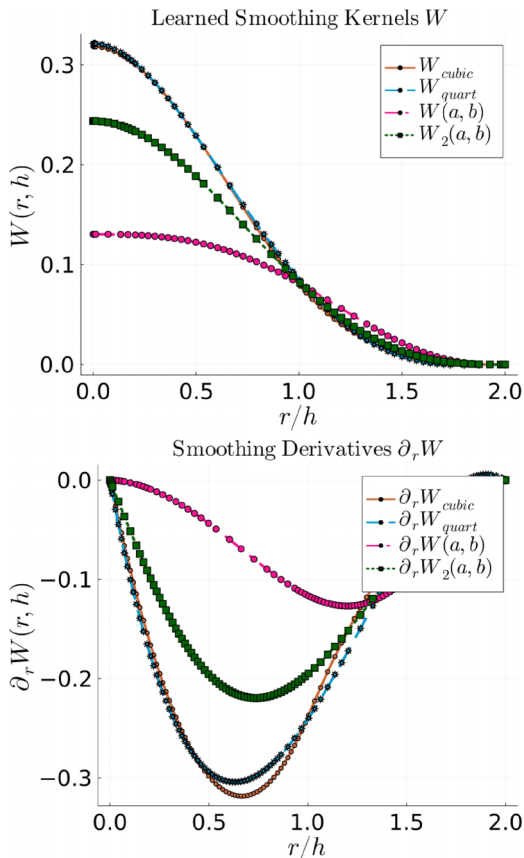 Learned Smoothing Kernels W
W(r, h)
0.3
0.2
0.1
0.0
W_cubic
W_quart
W(a, b)
W_2(a, b)
0.0 0.5 1.0 1.5 2.0
r/h
Smoothing Derivatives ∂_rW
∂_rW(r, h)
0.0
−0.1
−0.2
−0.3
∂_rW_cubic
∂_rW_quart
∂_rW(a, b)
∂_rW_2(a, b)
0.0 0.5 1.0 1.5 2.0
r/h